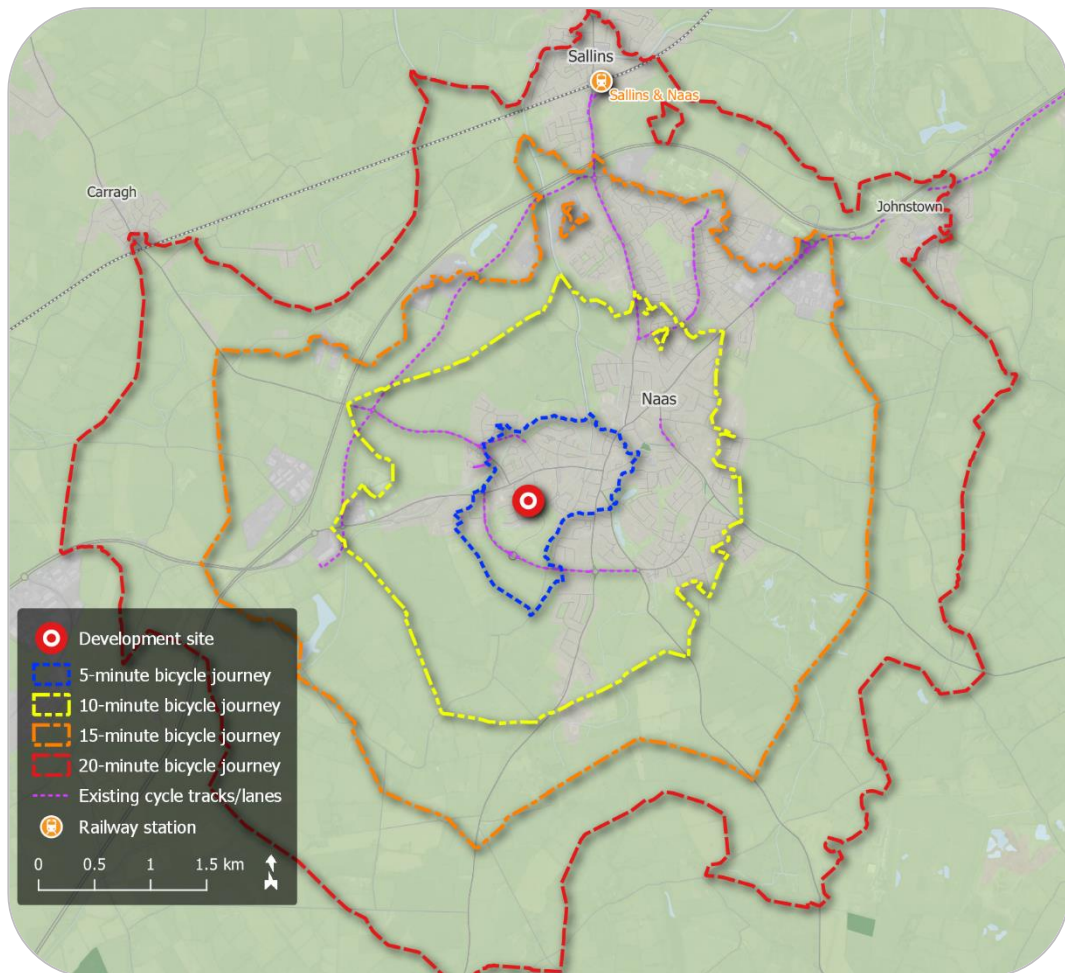 Sallins
Sallins & Naas
Carragh
Johnstown
Naas
Development site
5-minute bicycle journey
10-minute bicycle journey
15-minute bicycle journey
20-minute bicycle journey
Existing cycle tracks/lanes
Railway station
0 0.5 1 1.5 km